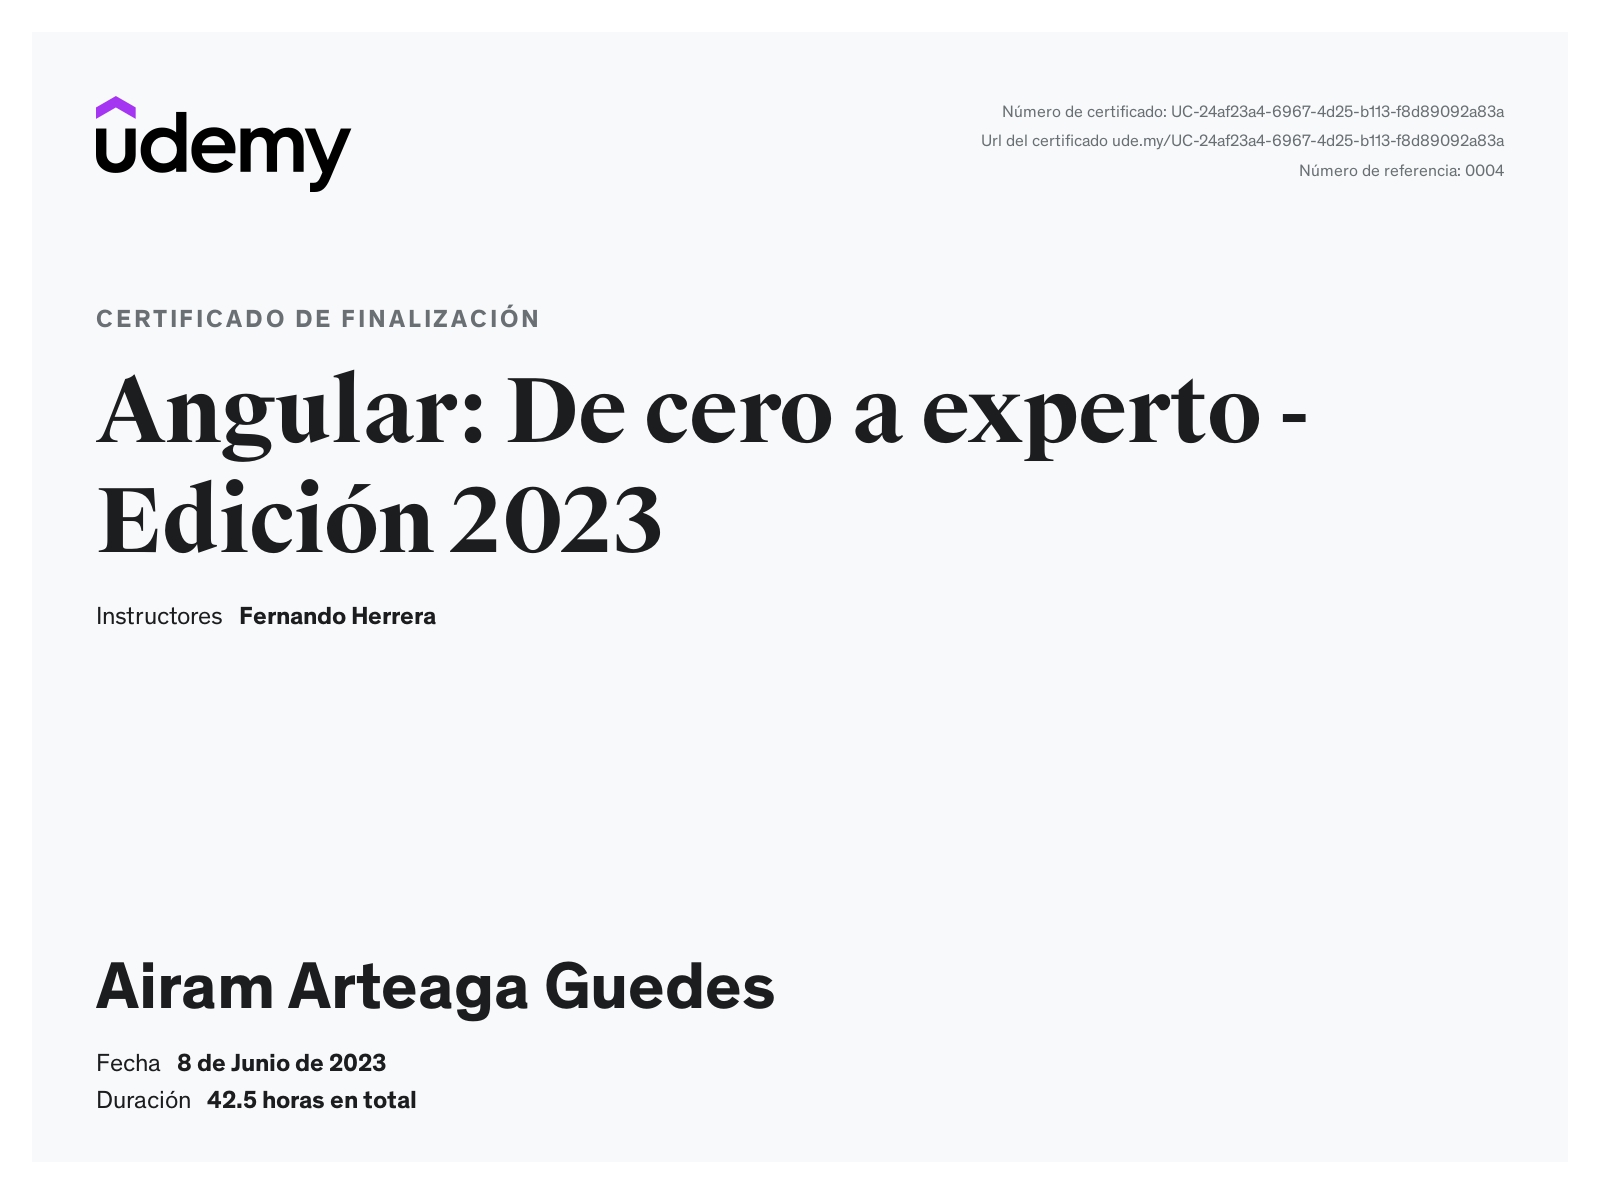 udemy
Número de certificado: UC-24af23a4-6967-4d25-b113-f8d89092a83a
Url del certificado ude.my/UC-24af23a4-6967-4d25-b113-f8d89092a83a
Número de referencia: 0004
CERTIFICADO DE FINALIZACIÓN
Angular: De cero a experto -
Edición 2023
Instructores Fernando Herrera
Airam Arteaga Guedes
Fecha 8 de Junio de 2023
Duración 42.5 horas en total